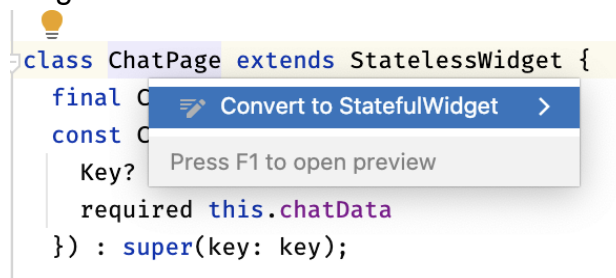 class ChatPage extends StatelessWidget {
final C
Convert to StatefulWidget
const C
Press F1 to open preview
Key?
required this.chatData
}) : super(key: key);